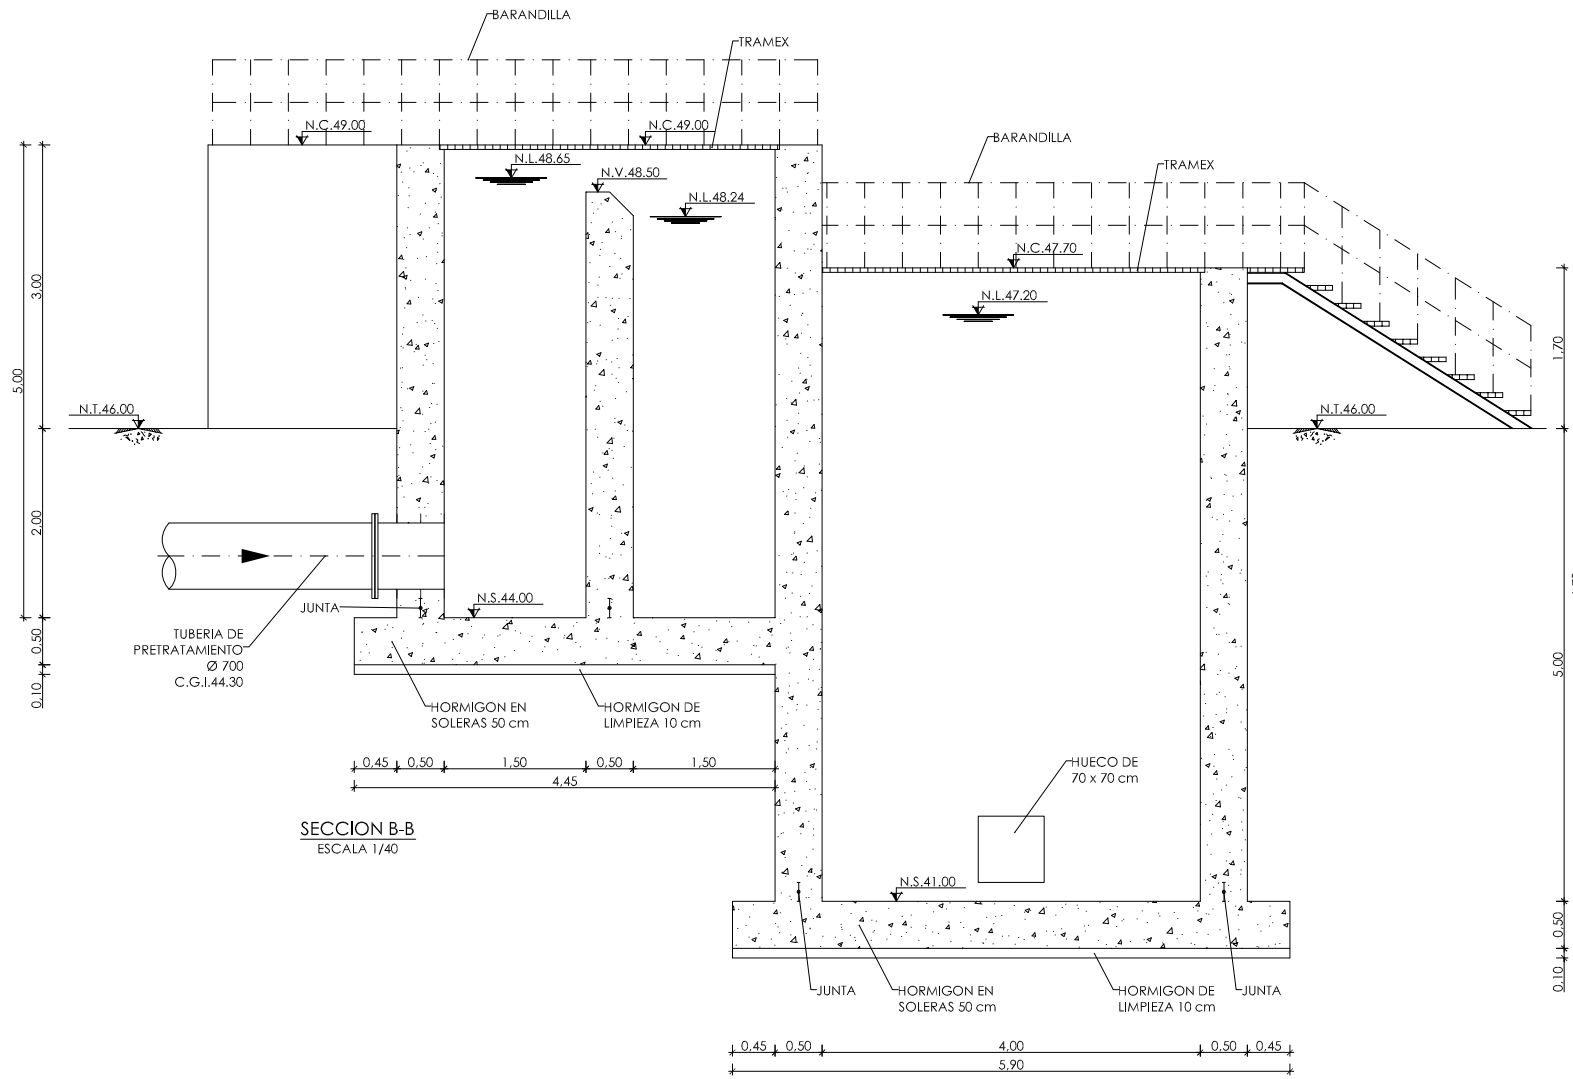 BARANDILLA
TRAMEX
N.C.49.00
N.C.49.00
BARANDILLA
N.L.48.65
TRAMEX
N.V.48.50
N.L.48.24
N.C.47.70
3.00
N.L.47.20
1,70
5.00
N.T.46.00
N.T.46.00
2.00
N.S.44.00
JUNTA
TUBERIA DE
PRETRATAMIENTO
Ø 700
C.G.I.44.30
0,50
0,10
5.00
HORMIGON EN
SOLERAS 50 cm
HORMIGON DE
LIMPIEZA 10 cm
0,45
0,50
1,50
0,50
1,50
4,45
HUECO DE
70 x 70 cm
SECCION B-B
ESCALA 1/40
N.S.41.00
0,50
0,10
JUNTA
HORMIGON EN
SOLERAS 50 cm
HORMIGON DE
LIMPIEZA 10 cm
JUNTA
0,45
0,50
4,00
0,50
0,45
5,90